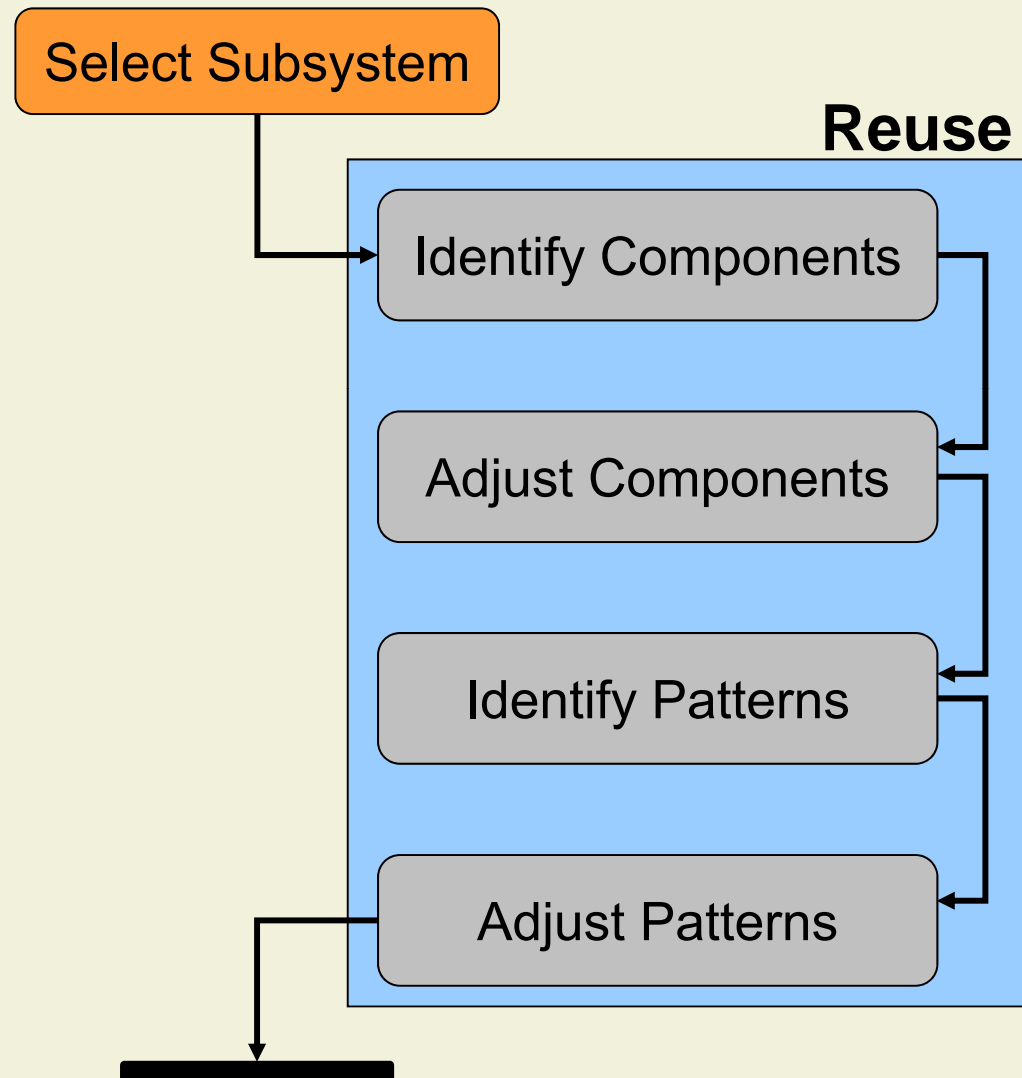 Select Subsystem
Reuse
Identify Components
Adjust Components
Identify Patterns
Adjust Patterns